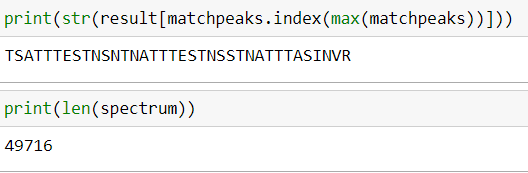 print(str(result[matchpeaks.index(max(matchpeaks))]))
TSATTTESTNSNTNATTTESTNSSTNATTTASINVR
print(len(spectrum))
49716